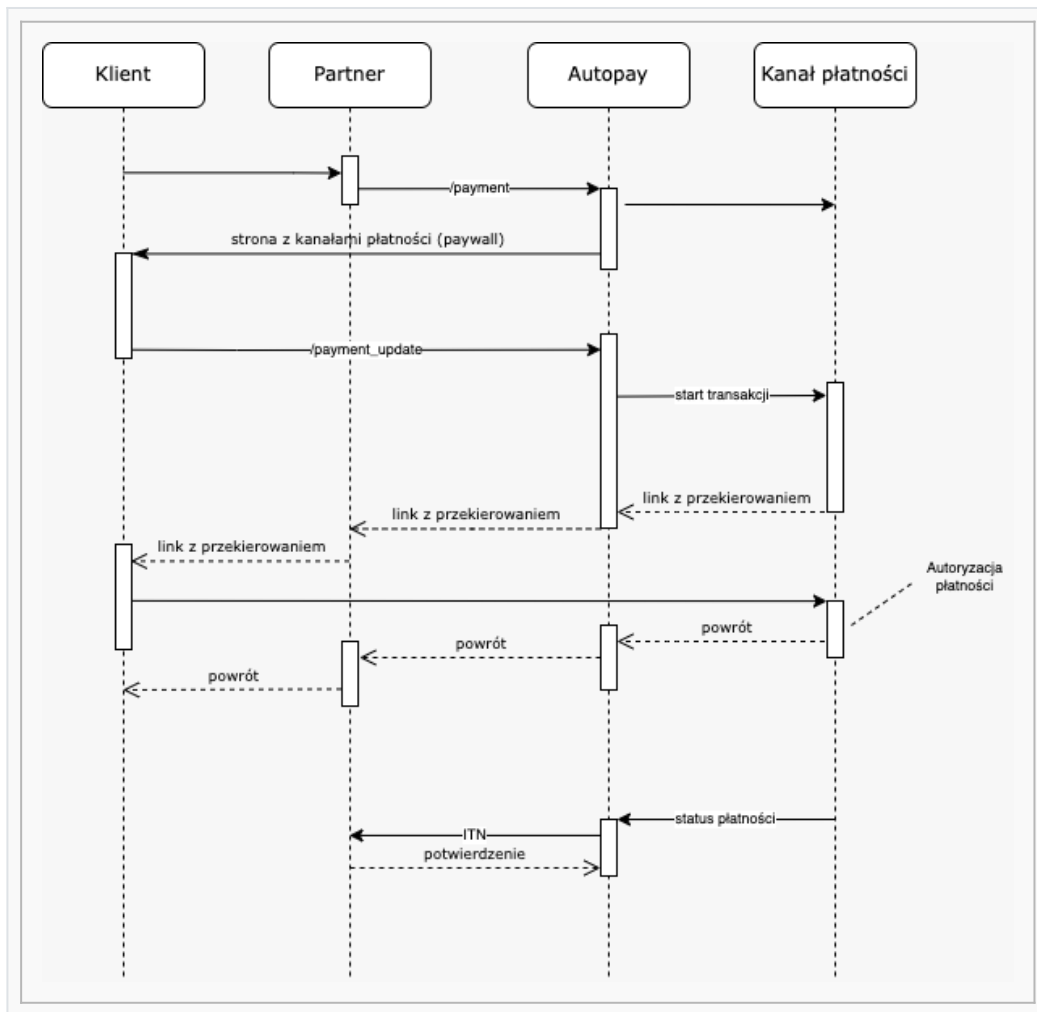 Klient
Partner
Autopay
Kanał płatności
/payment
strona z kanałami płatności (paywall)
/payment_update
start transakcji
link z przekierowaniem
link z przekierowaniem
link z przekierowaniem
Autoryzacja
płatności
powrót
powrót
powrót
status płatności
ITN
potwierdzenie